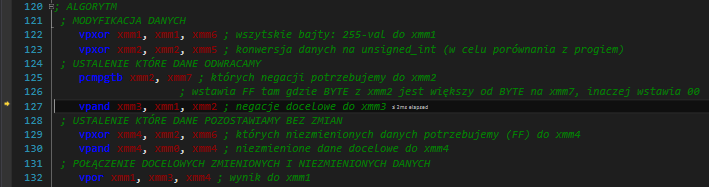 120 ; ALGORYTM
121 ; MODYFIKACJA DANYCH
122 vpxor xmm1, xmm1, xmm6 ; wszytskie bajty: 255-val do xmm1
123 vpxor xmm2, xmm2, xmm5 ; konwersja danych na unsigned_int (w celu porównania z progiem)
124 ; USTALENIE KTÓRE DANE ODWRACAMY
125 pcmpgtb xmm2, xmm7 ; których negacji potrzebujemy do xmm2
126 ; wstawia FF tam gdzie BYTE z xmm2 jest większy od BYTE na xmm7, inaczej wstawia 00
127 vpand xmm3, xmm1, xmm2 ; negacje docelowe do xmm3 ≤ 2ms elapsed
128 ; USTALENIE KTÓRE DANE POZOSTAWIAMY BEZ ZMIAN
129 vpxor xmm4, xmm2, xmm6 ; których niezmienionych danych potrzebujemy (FF) do xmm4
130 vpand xmm4, xmm0, xmm4 ; niezmienione dane docelowe do xmm4
131 ; POŁĄCZENIE DOCELOWYCH ZMIENIONYCH I NIEZMIENIONYCH DANYCH
132 vpor xmm1, xmm3, xmm4 ; wynik do xmm1